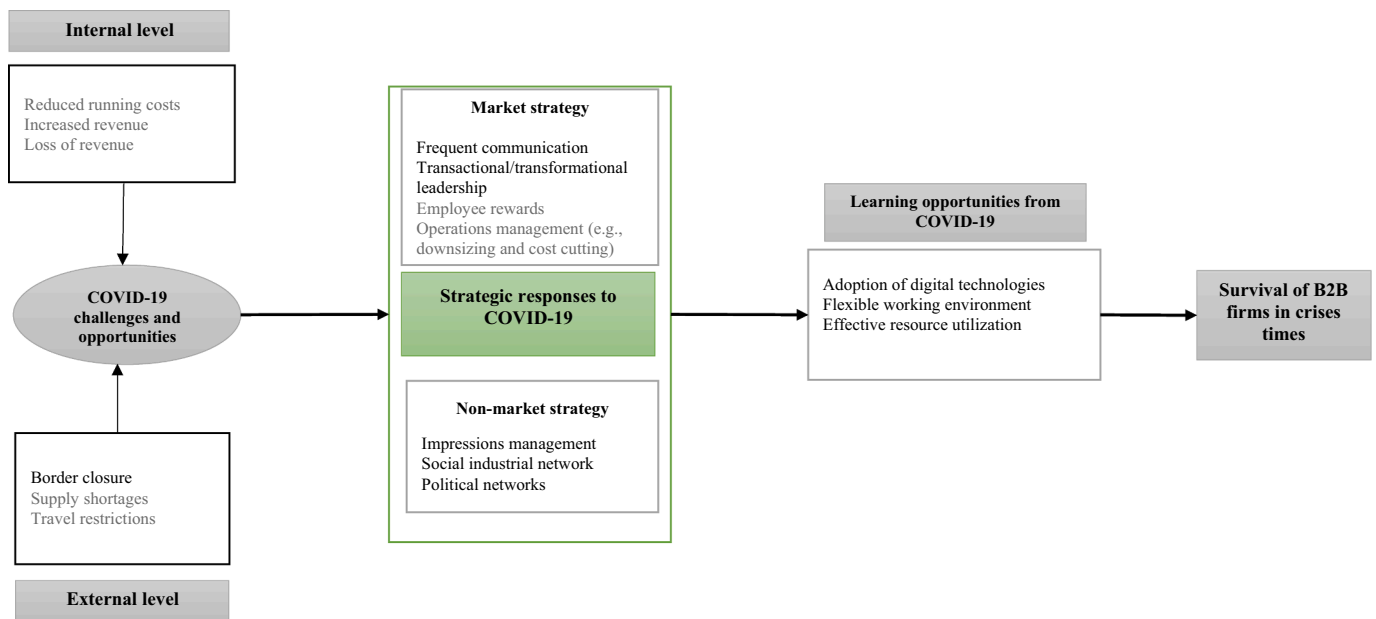 Internal level
Reduced running costs
Increased revenue
Loss of revenue
COVID-19
challenges and
opportunities
Border closure
Supply shortages
Travel restrictions
External level
Market strategy
Frequent communication
Transactional/transformational
leadership
Employee rewards
Operations management (e.g.,
downsizing and cost cutting)
Strategic responses to
COVID-19
Non-market strategy
Impressions management
Social industrial network
Political networks
Learning opportunities from
COVID-19
Adoption of digital technologies
Flexible working environment
Effective resource utilization
Survival of B2B
firms in crises
times